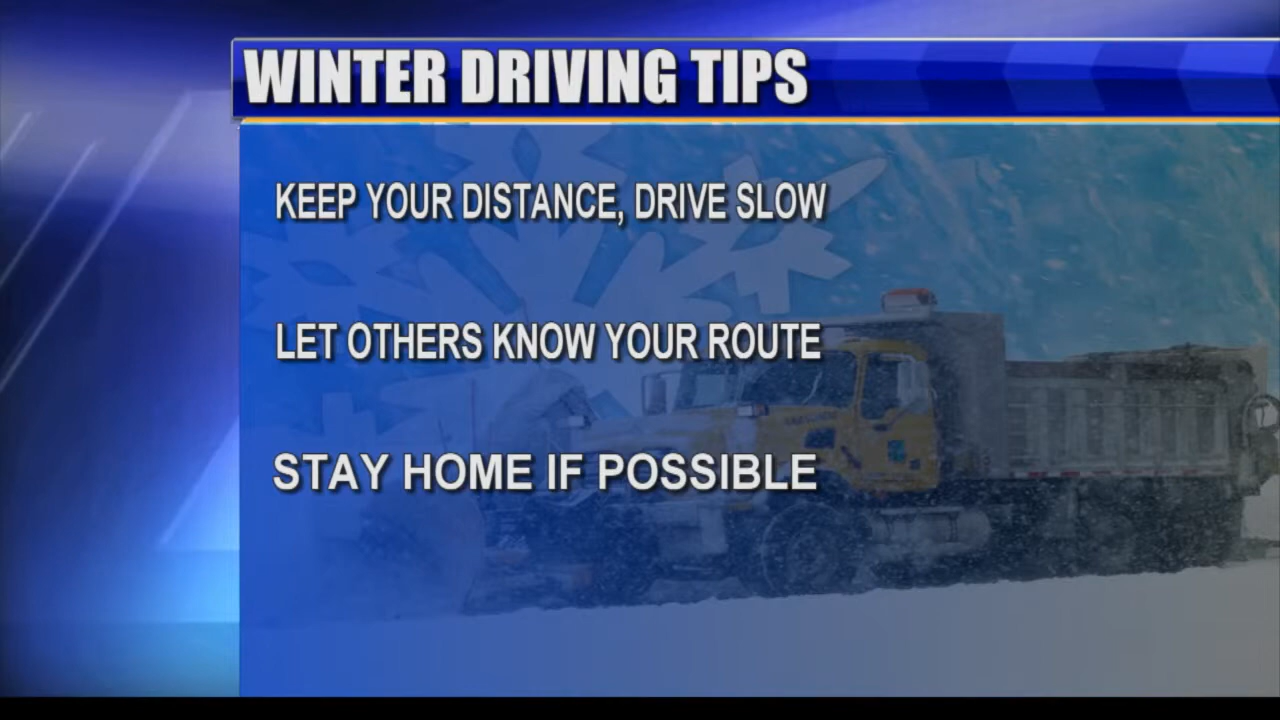 WINTER DRIVING TIPS
KEEP YOUR DISTANCE, DRIVE SLOW
LET OTHERS KNOW YOUR ROUTE
STAY HOME IF POSSIBLE